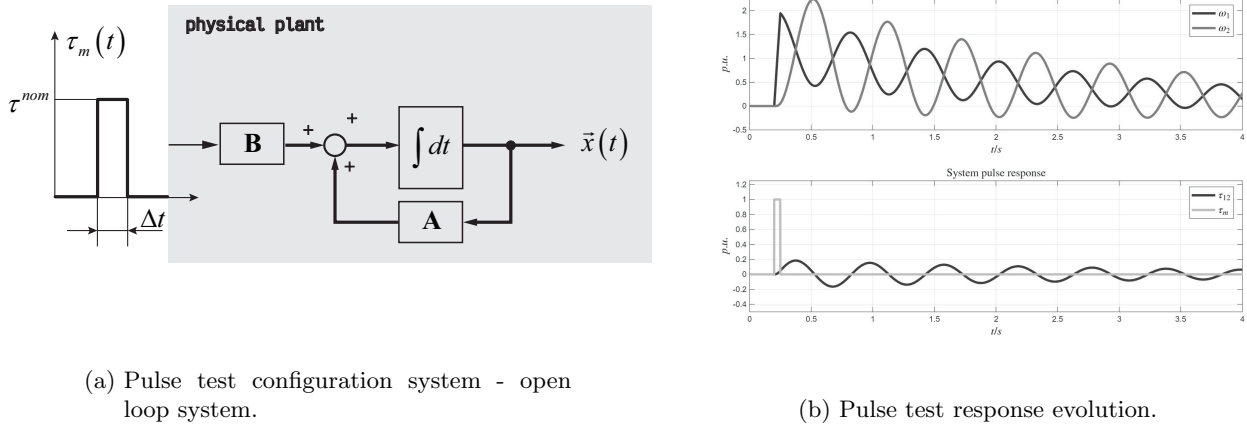 physical plant
τ_m(t)
τ^nom
Δt
B
+
+
+
∫ dt
x⃗(t)
A
2
1.5
1
0.5
0
-0.5
p.u.
ω₁
ω₂
0 0.5 1 1.5 2 2.5 3 3.5 4
t/s
System pulse response
1.2
1
0.8
0.6
0.4
0.2
0
-0.2
-0.4
p.u.
τ₁₂
τ_m
0 0.5 1 1.5 2 2.5 3 3.5 4
t/s
(a) Pulse test configuration system - open
loop system.
(b) Pulse test response evolution.